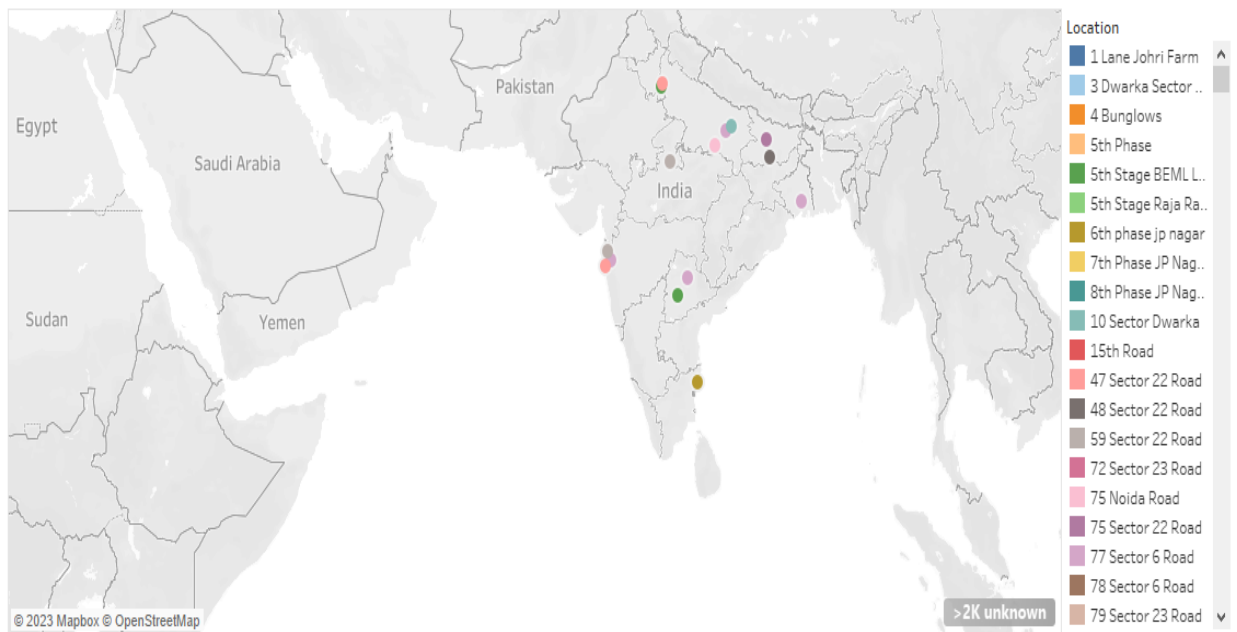 Egypt
Saudi Arabia
Sudan
Yemen
Pakistan
India
© 2023 Mapbox © OpenStreetMap
>2K unknown
Location
1 Lane Johri Farm
3 Dwarka Sector ..
4 Bunglows
5th Phase
5th Stage BEML L..
5th Stage Raja Ra..
6th phase jp nagar
7th Phase JP Nag..
8th Phase JP Nag..
10 Sector Dwarka
15th Road
47 Sector 22 Road
48 Sector 22 Road
59 Sector 22 Road
72 Sector 23 Road
75 Noida Road
75 Sector 22 Road
77 Sector 6 Road
78 Sector 6 Road
79 Sector 23 Road